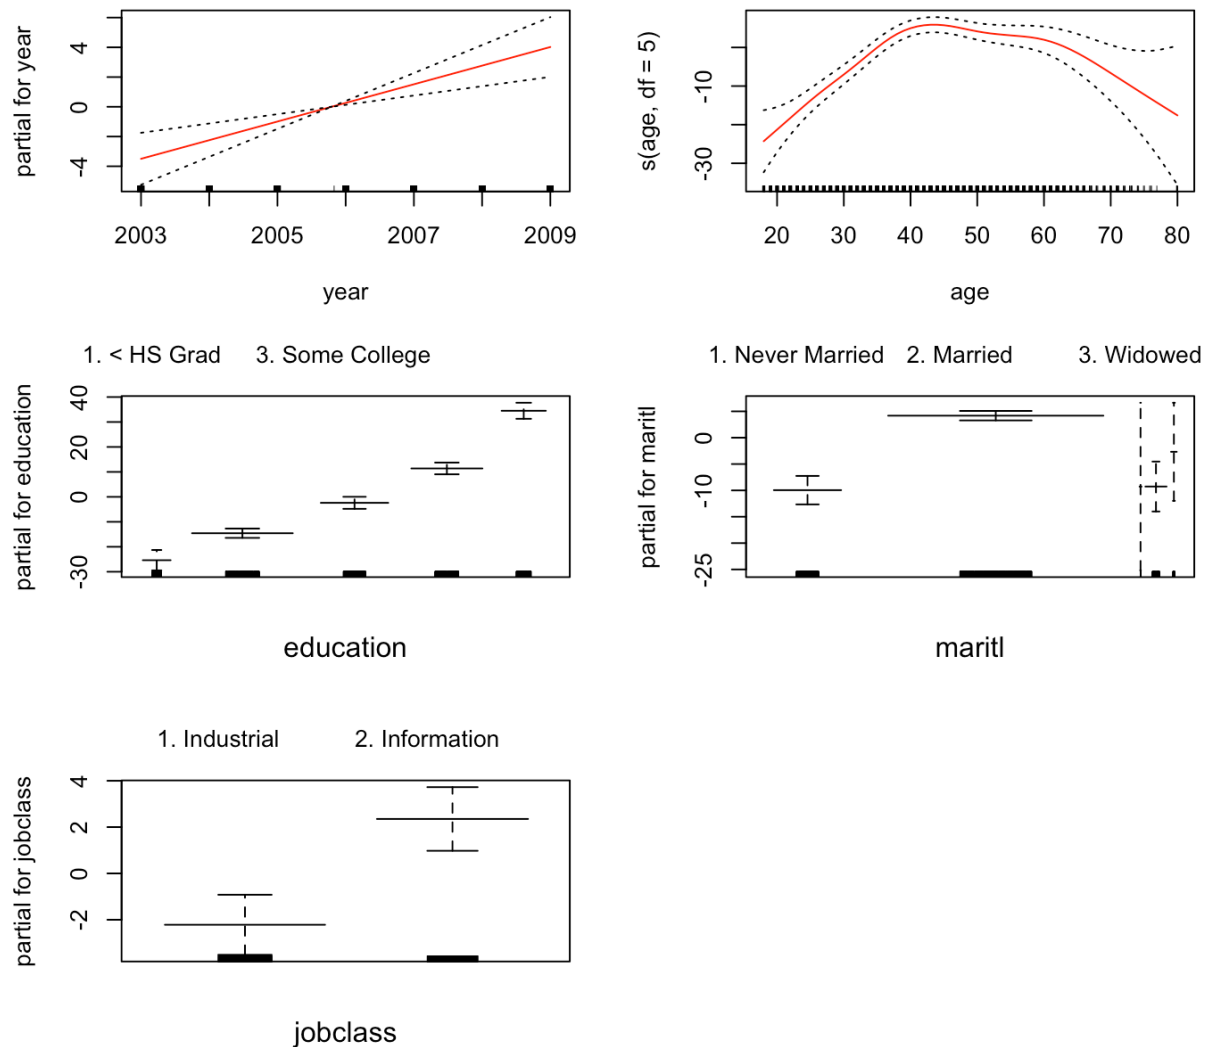 partial for year
4
0
-4
2003 2005 2007 2009
year
s(age, df = 5)
-10
-30
20 30 40 50 60 70 80
age
1. < HS Grad 3. Some College
partial for education
40
20
0
-30
education
1. Never Married 2. Married 3. Widowed
partial for maritl
0
-10
-25
maritl
1. Industrial 2. Information
partial for jobclass
4
2
0
-2
jobclass